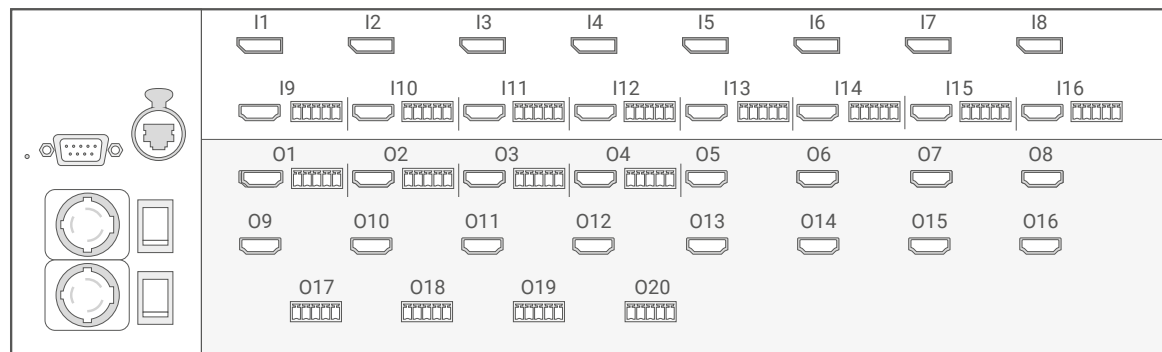 I1 I2 I3 I4 I5 I6 I7 I8
I9 I10 I11 I12 I13 I14 I15 I16
O1 O2 O3 O4 O5 O6 O7 O8
O9 O10 O11 O12 O13 O14 O15 O16
O17 O18 O19 O20